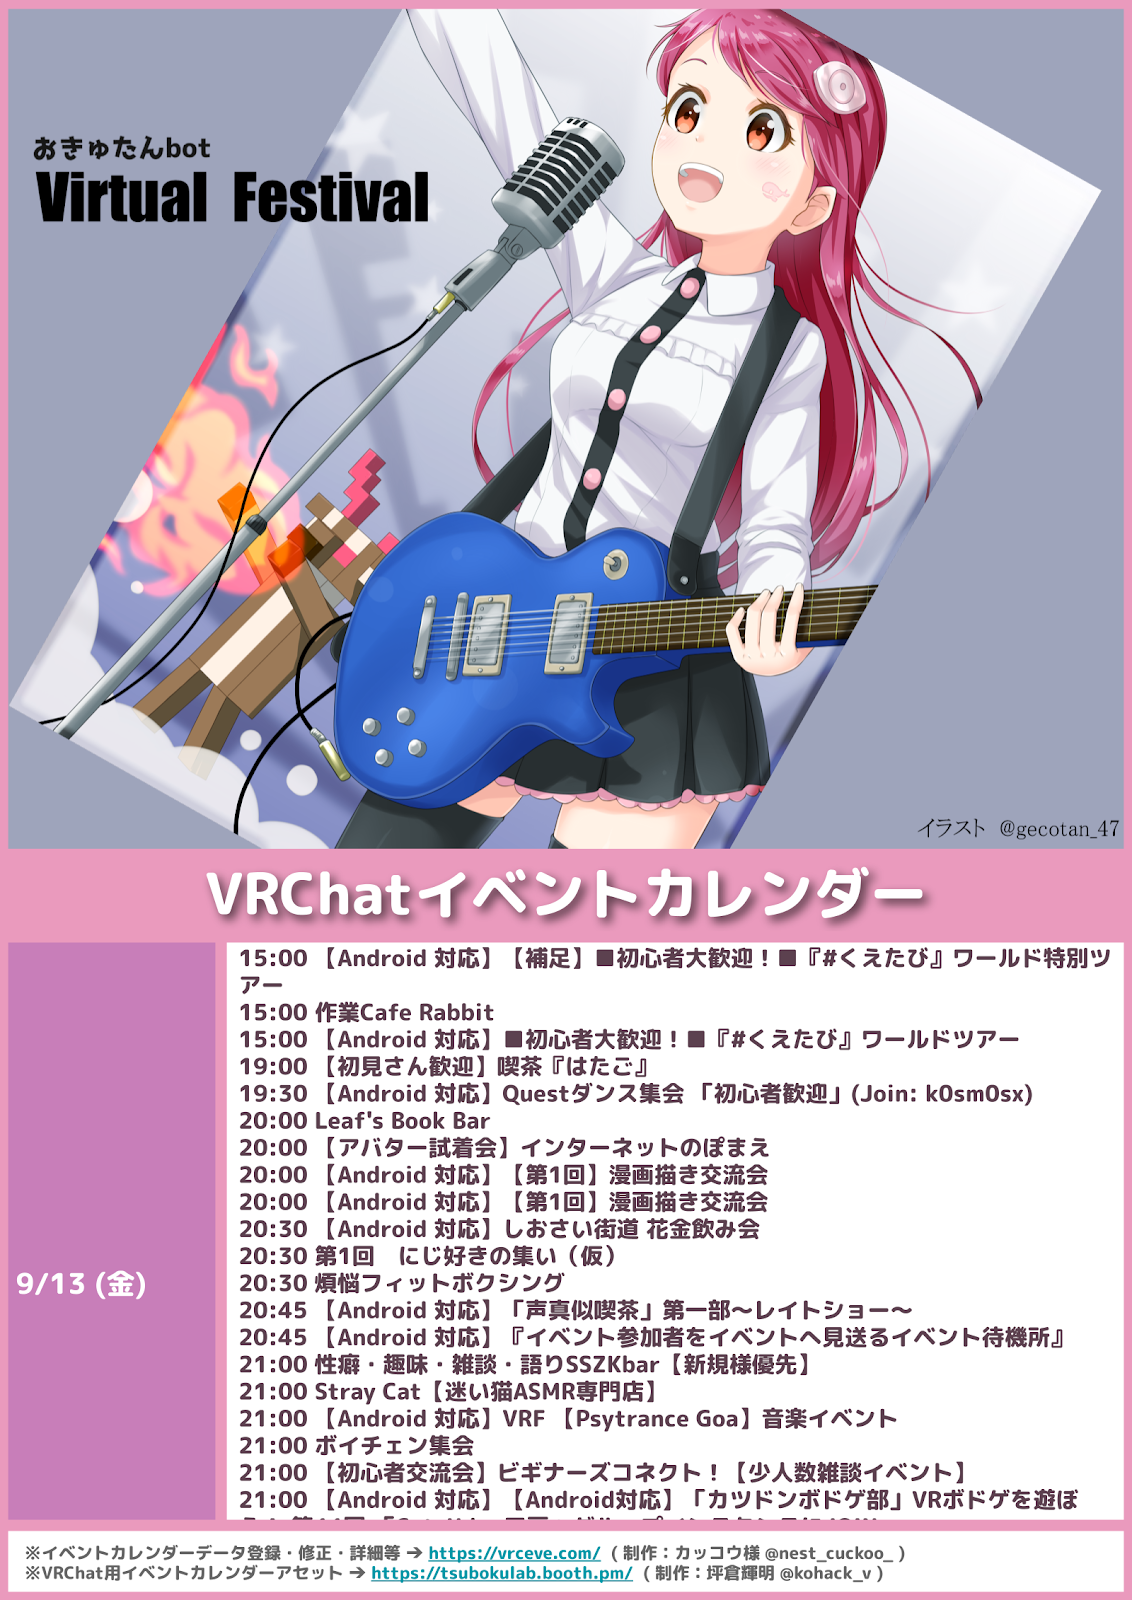 おきゅたんbot
Virtual Festival
イラスト @gecotan_47
VRChatイベントカレンダー
9/13 (金)
15:00 【Android 対応】【補足】■初心者大歓迎！■『#くえたび』ワールド特別ツ
アー
15:00 作業Cafe Rabbit
15:00 【Android 対応】■初心者大歓迎！■『#くえたび』ワールドツアー
19:00 【初見さん歓迎】喫茶『はたご』
19:30 【Android 対応】Questダンス集会 「初心者歓迎」(Join: k0sm0sx)
20:00 Leaf's Book Bar
20:00 【アバター試着会】インターネットのぽまえ
20:00 【Android 対応】【第1回】漫画描き交流会
20:00 【Android 対応】【第1回】漫画描き交流会
20:30 【Android 対応】しおさい街道 花金飲み会
20:30 第1回　にじ好きの集い（仮）
20:30 煩悩フィットボクシング
20:45 【Android 対応】「声真似喫茶」第一部～レイトショー～
20:45 【Android 対応】『イベント参加者をイベントへ見送るイベント待機所』
21:00 性癖・趣味・雑談・語りSSZKbar【新規様優先】
21:00 Stray Cat【迷い猫ASMR専門店】
21:00 【Android 対応】VRF 【Psytrance Goa】音楽イベント
21:00 ボイチェン集会
21:00 【初心者交流会】ビギナーズコネクト！【少人数雑談イベント】
21:00 【Android 対応】【Android対応】「カツドンボドゲ部」VRボドゲを遊ぼ
※イベントカレンダーデータ登録・修正・詳細等 ➔ https://vrceve.com/ ( 制作：カッコウ様 @nest_cuckoo_ )
※VRChat用イベントカレンダーアセット ➔ https://tsubokulab.booth.pm/ ( 制作：坪倉輝明 @kohack_v )